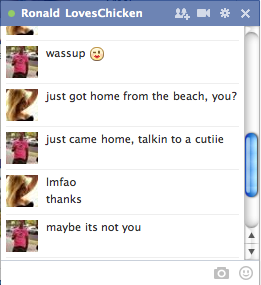 Ronald LovesChicken
wassup
just got home from the beach, you?
just came home, talkin to a cutiie
lmfao
thanks
maybe its not you